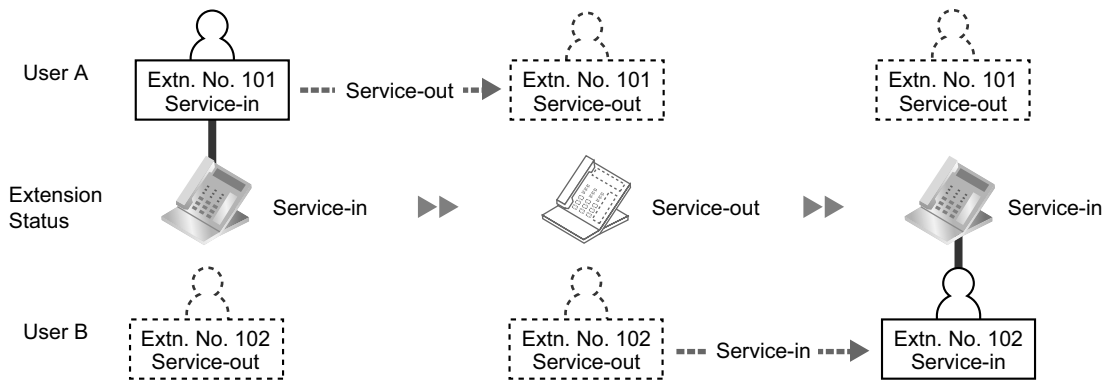 User A
Extn. No. 101
Service-in
Service-out
Extn. No. 101
Service-out
Extn. No. 101
Service-out
Extension
Status
Service-in
Service-out
Service-in
User B
Extn. No. 102
Service-out
Extn. No. 102
Service-out
Service-in
Extn. No. 102
Service-in